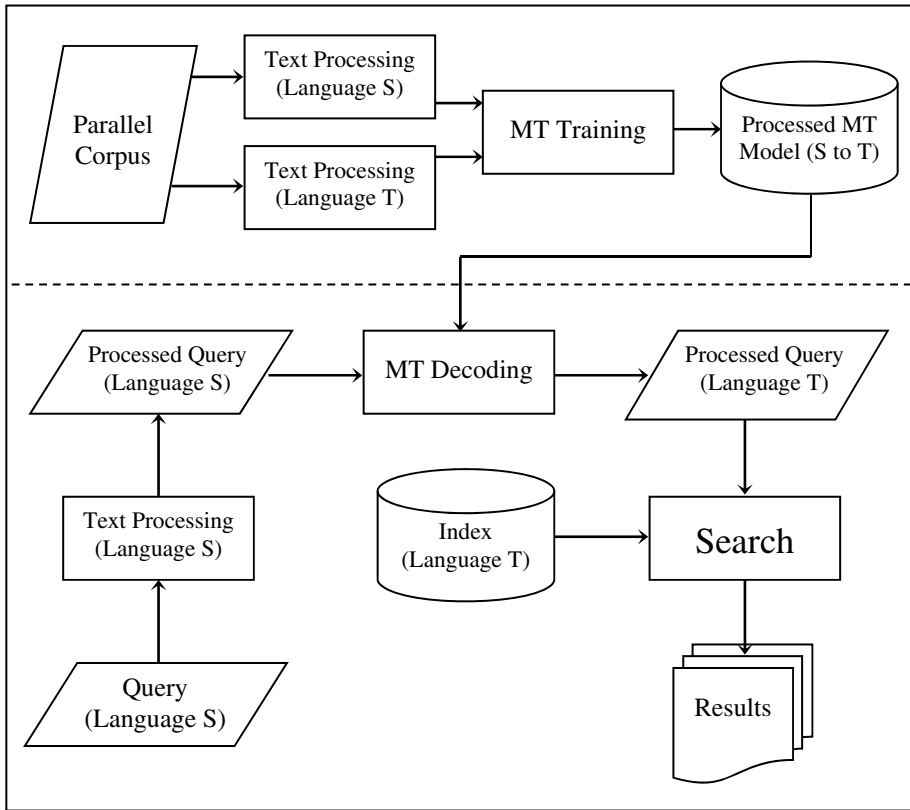 Parallel
Corpus
Text Processing
(Language S)
Text Processing
(Language T)
MT Training
Processed MT
Model (S to T)
Processed Query
(Language S)
MT Decoding
Processed Query
(Language T)
Text Processing
(Language S)
Index
(Language T)
Search
Query
(Language S)
Results